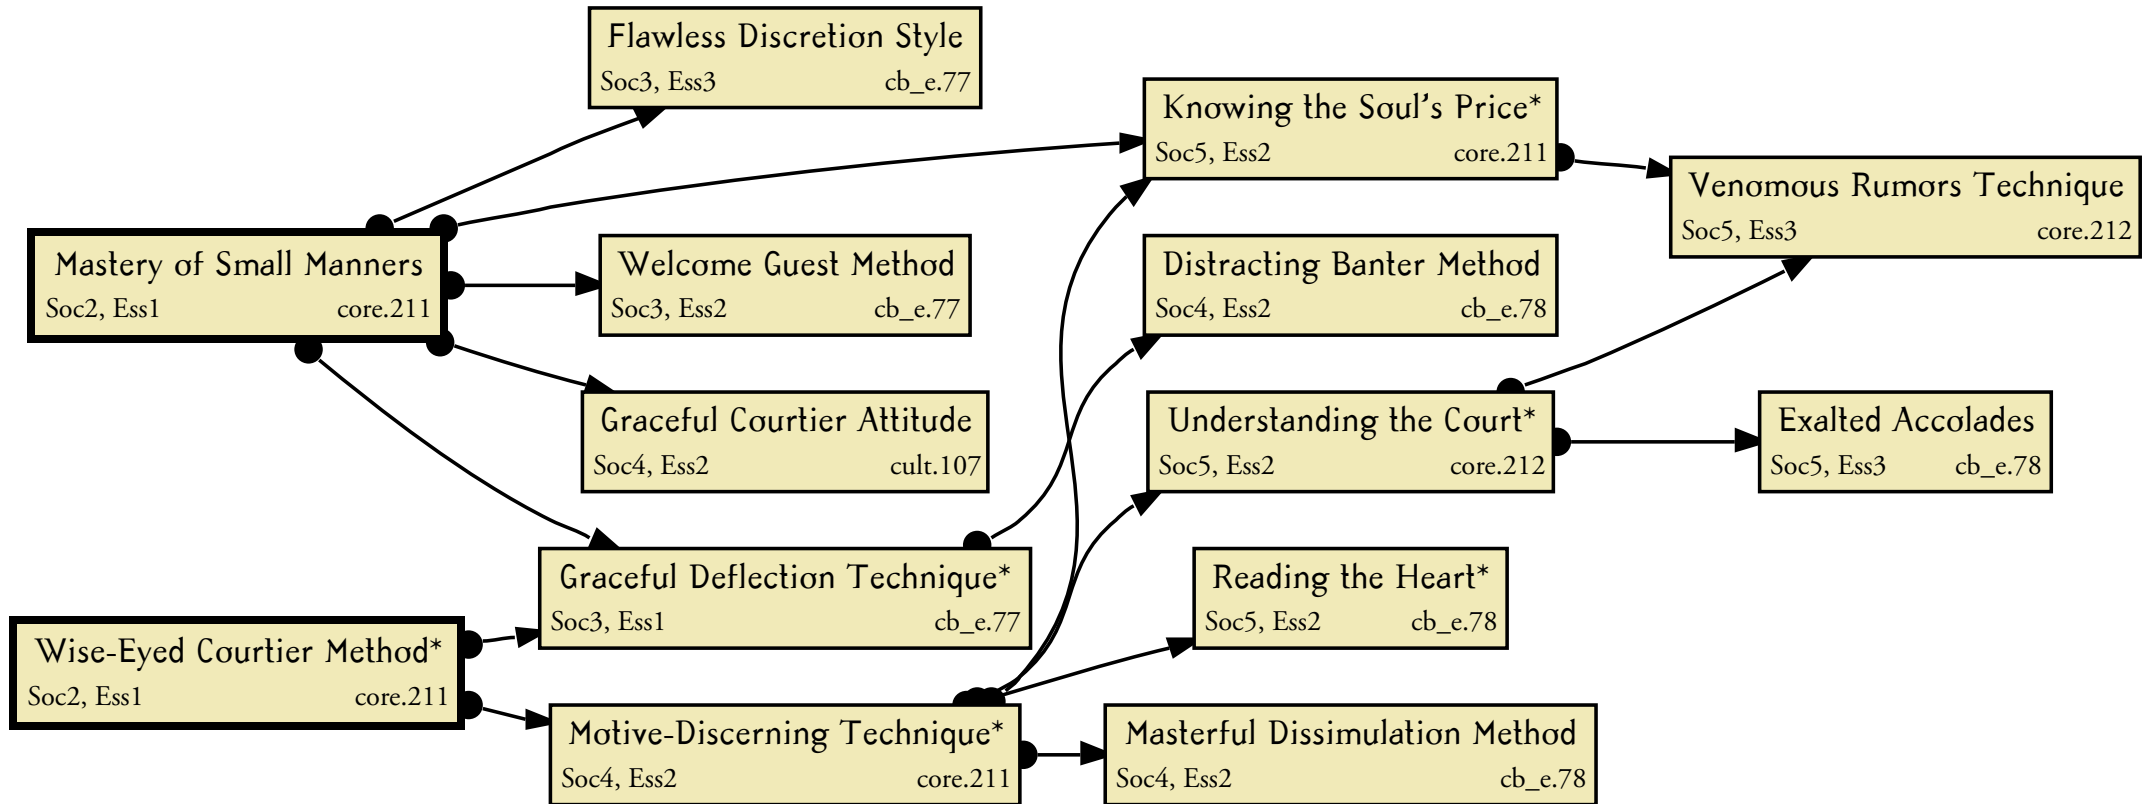 Flawless Discretion Style
Soc3, Ess3 cb_e.77
Knowing the Soul's Price*
Soc5, Ess2 core.211
Venomous Rumors Technique
Soc5, Ess3 core.212
Mastery of Small Manners
Soc2, Ess1 core.211
Welcome Guest Method
Soc3, Ess2 cb_e.77
Distracting Banter Method
Soc4, Ess2 cb_e.78
Graceful Courtier Attitude
Soc4, Ess2 cult.107
Understanding the Court*
Soc5, Ess2 core.212
Exalted Accolades
Soc5, Ess3 cb_e.78
Graceful Deflection Technique*
Soc3, Ess1 cb_e.77
Reading the Heart*
Soc5, Ess2 cb_e.78
Wise-Eyed Courtier Method*
Soc2, Ess1 core.211
Motive-Discerning Technique*
Soc4, Ess2 core.211
Masterful Dissimulation Method
Soc4, Ess2 cb_e.78